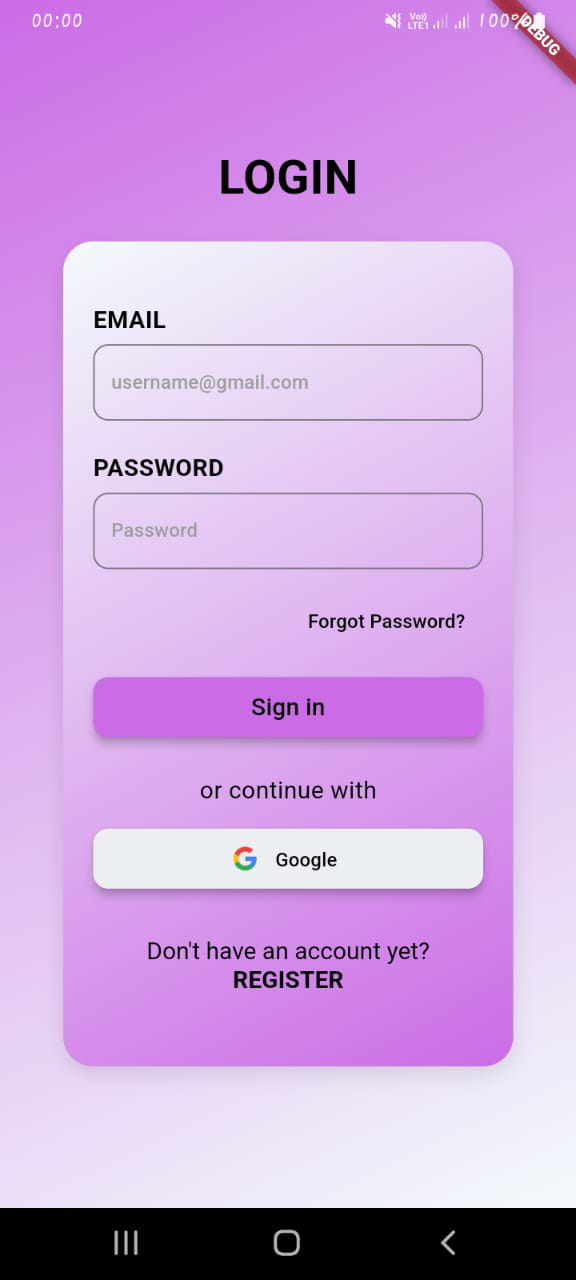 00:00 Vo) LTE1 100%
DEBUG
LOGIN
EMAIL
username@gmail.com
PASSWORD
Password
Forgot Password?
Sign in
or continue with
Google
Don't have an account yet?
REGISTER